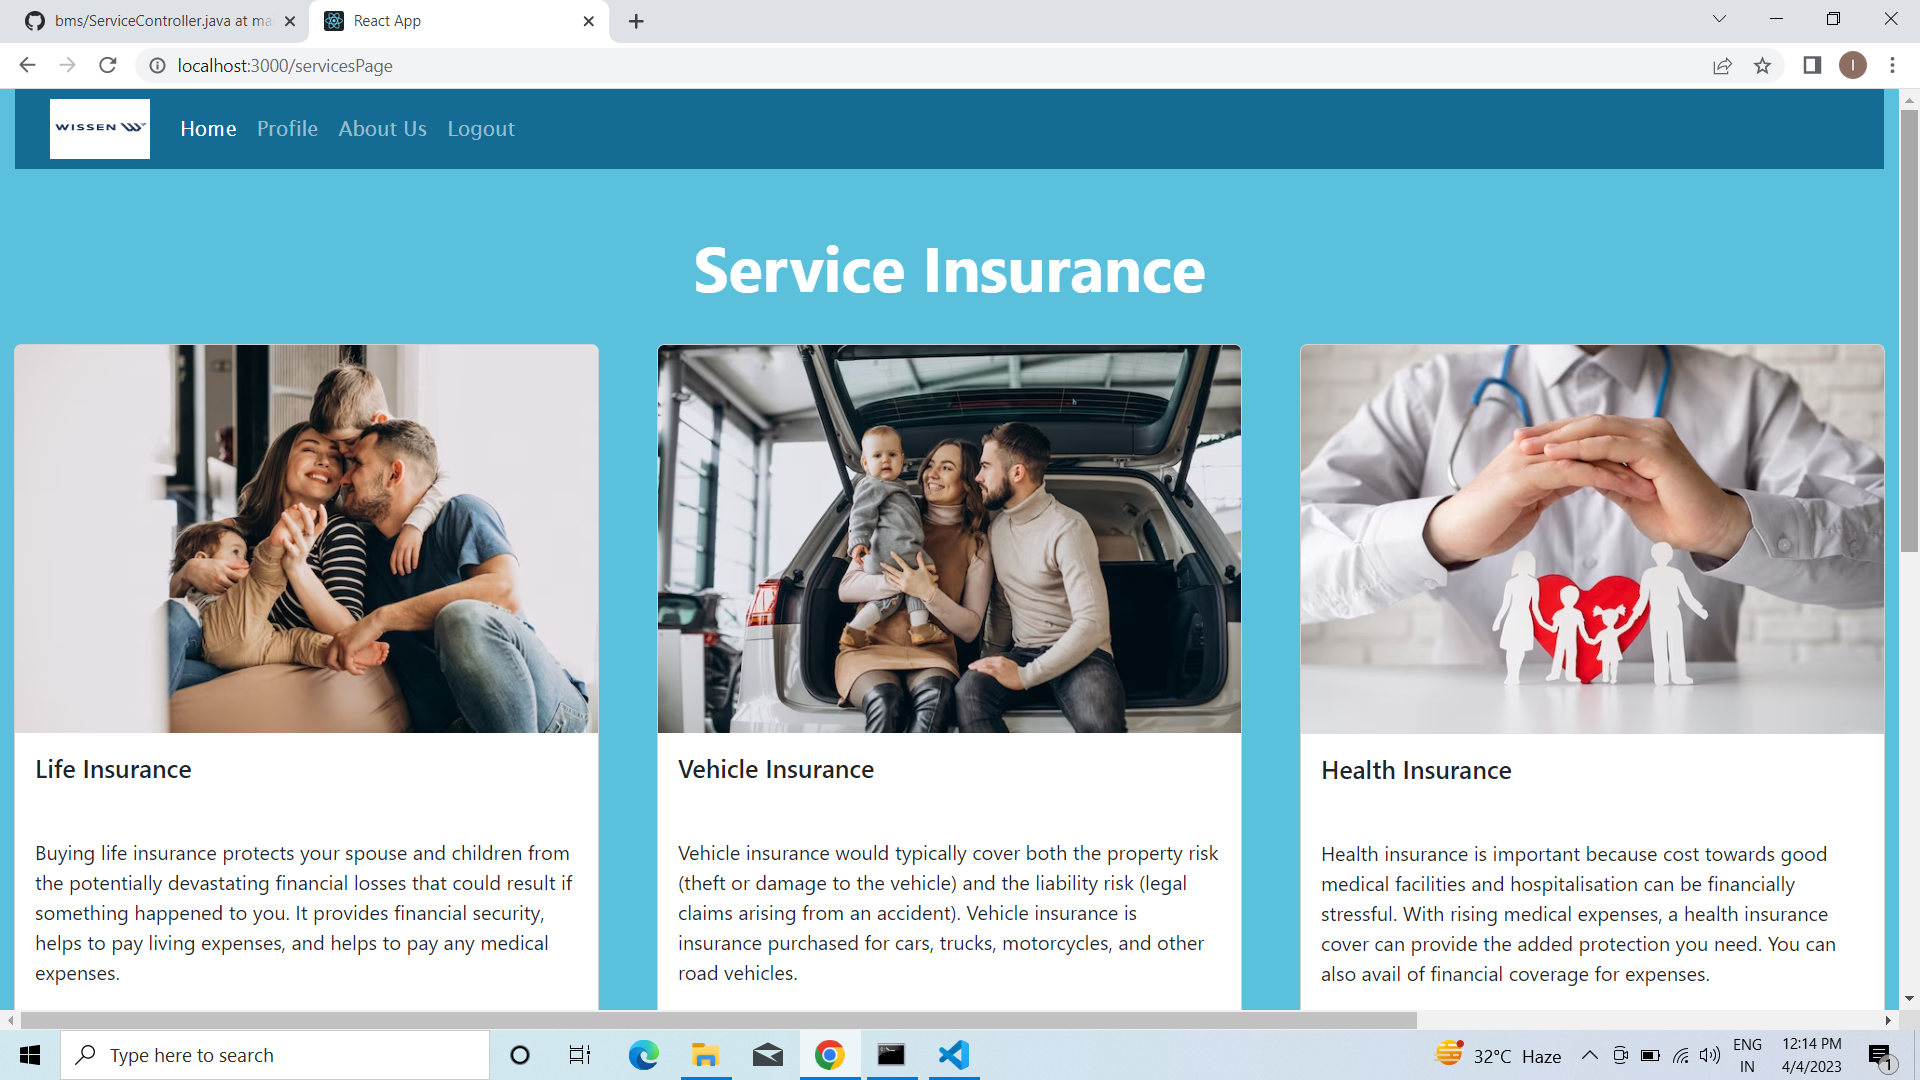 bms/ServiceController.java at ma
React App
localhost:3000/servicesPage
I
WISSEN
Home Profile About Us Logout
Service Insurance
Life Insurance
Buying life insurance protects your spouse and children from
the potentially devastating financial losses that could result if
something happened to you. It provides financial security,
helps to pay living expenses, and helps to pay any medical
expenses.
Vehicle Insurance
Vehicle insurance would typically cover both the property risk
(theft or damage to the vehicle) and the liability risk (legal
claims arising from an accident). Vehicle insurance is
insurance purchased for cars, trucks, motorcycles, and other
road vehicles.
Health Insurance
Health insurance is important because cost towards good
medical facilities and hospitalisation can be financially
stressful. With rising medical expenses, a health insurance
cover can provide the added protection you need. You can
also avail of financial coverage for expenses.
Type here to search
32°C Haze
ENG
IN
12:14 PM
4/4/2023
1